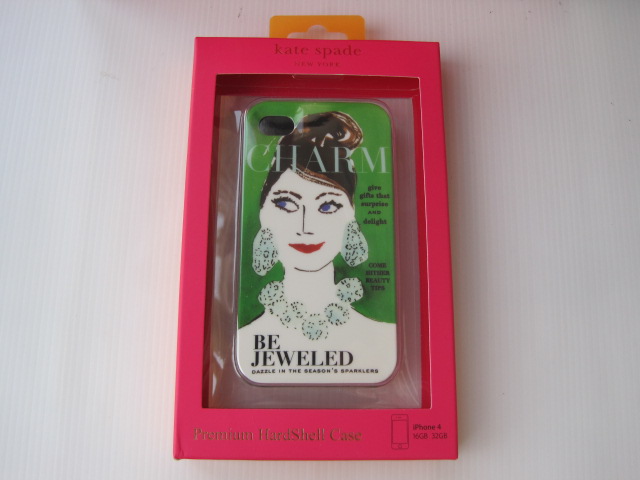 kate spade
NEW YORK
CHARM
give
gifts that
surprise
AND
delight
COME
HITHER
BEAUTY
TIPS
BE
JEWELED
DAZZLE IN THE SEASON'S SPARKLERS
Premium HardShell Case
iPhone 4
16GB 32GB